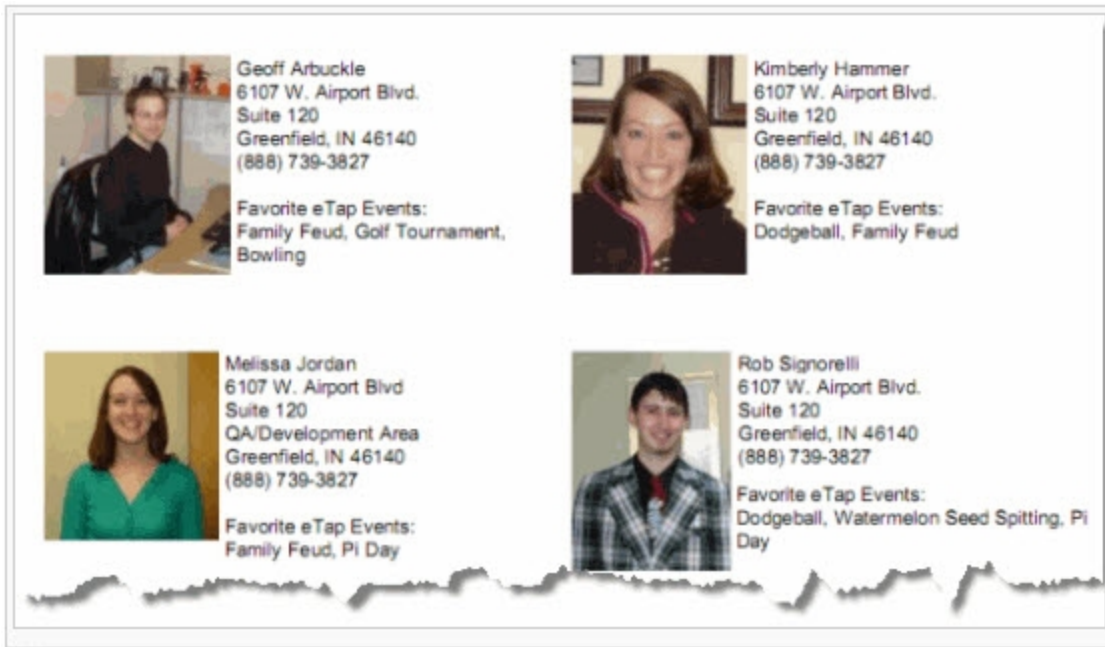 Geoff Arbuckle
6107 W. Airport Blvd.
Suite 120
Greenfield, IN 46140
(888) 739-3827
Favorite eTap Events:
Family Feud, Golf Tournament,
Bowling
Kimberly Hammer
6107 W. Airport Blvd.
Suite 120
Greenfield, IN 46140
(888) 739-3827
Favorite eTap Events:
Dodgeball, Family Feud
Melissa Jordan
6107 W. Airport Blvd
Suite 120
QA/Development Area
Greenfield, IN 46140
(888) 739-3827
Favorite eTap Events:
Family Feud, Pi Day
Rob Signorelli
6107 W. Airport Blvd.
Suite 120
Greenfield, IN 46140
(888) 739-3827
Favorite eTap Events:
Dodgeball, Watermelon Seed Spitting, Pi
Day